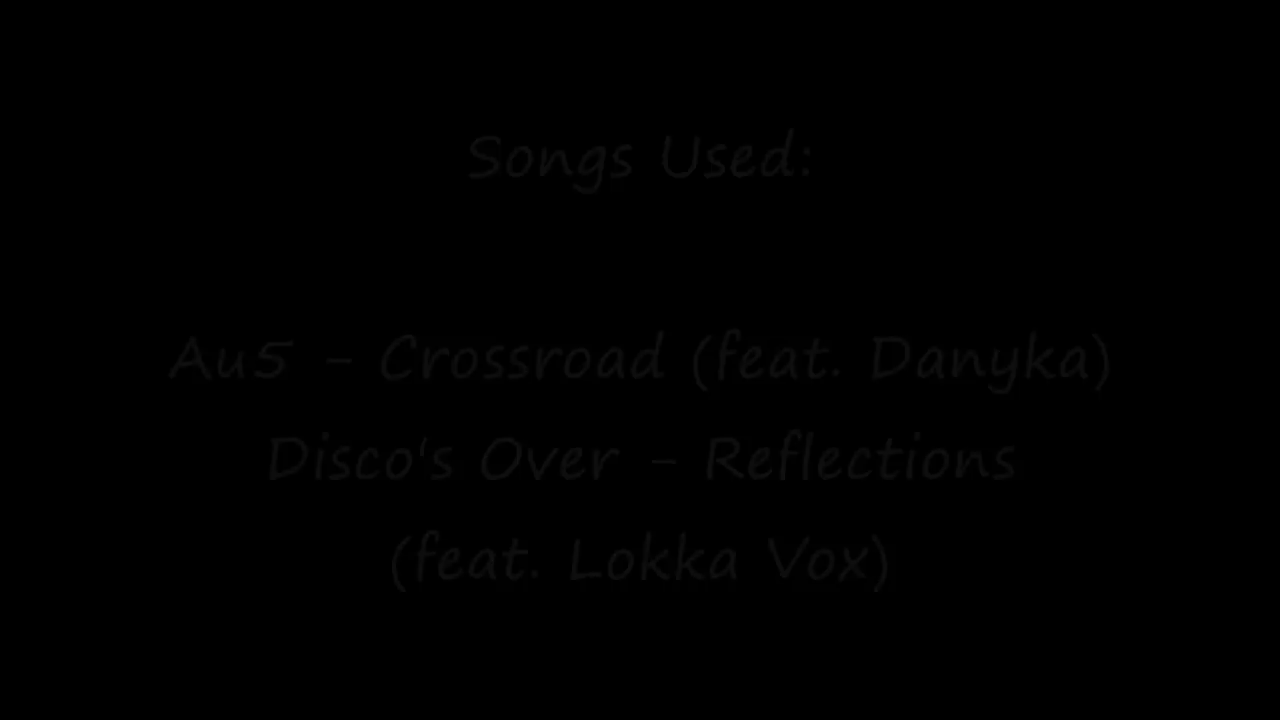 Songs Used:
Au5 - Crossroad (feat. Danyka)
Disco's Over - Reflections
(feat. Lokka Vox)